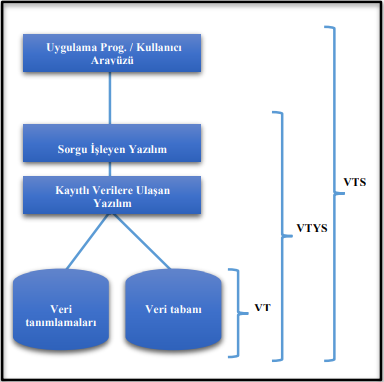 Uygulama Prog. / Kullanıcı
Arayüzü
Sorgu İşleyen Yazılım
Kayıtlı Verilere Ulaşan
Yazılım
VTS
VTYS
Veri
tanımlamaları
Veri tabanı
VT